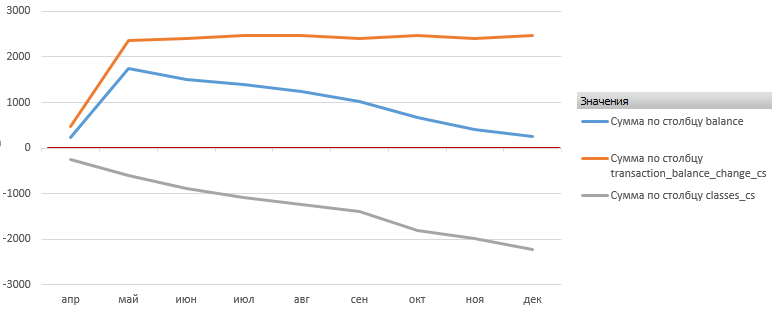 3000
2000
1000
0
-1000
-2000
-3000
апр май июн июл авг сен окт ноя дек
Значения
Сумма по столбцу balance
Сумма по столбцу
transaction_balance_change_cs
Сумма по столбцу classes_cs